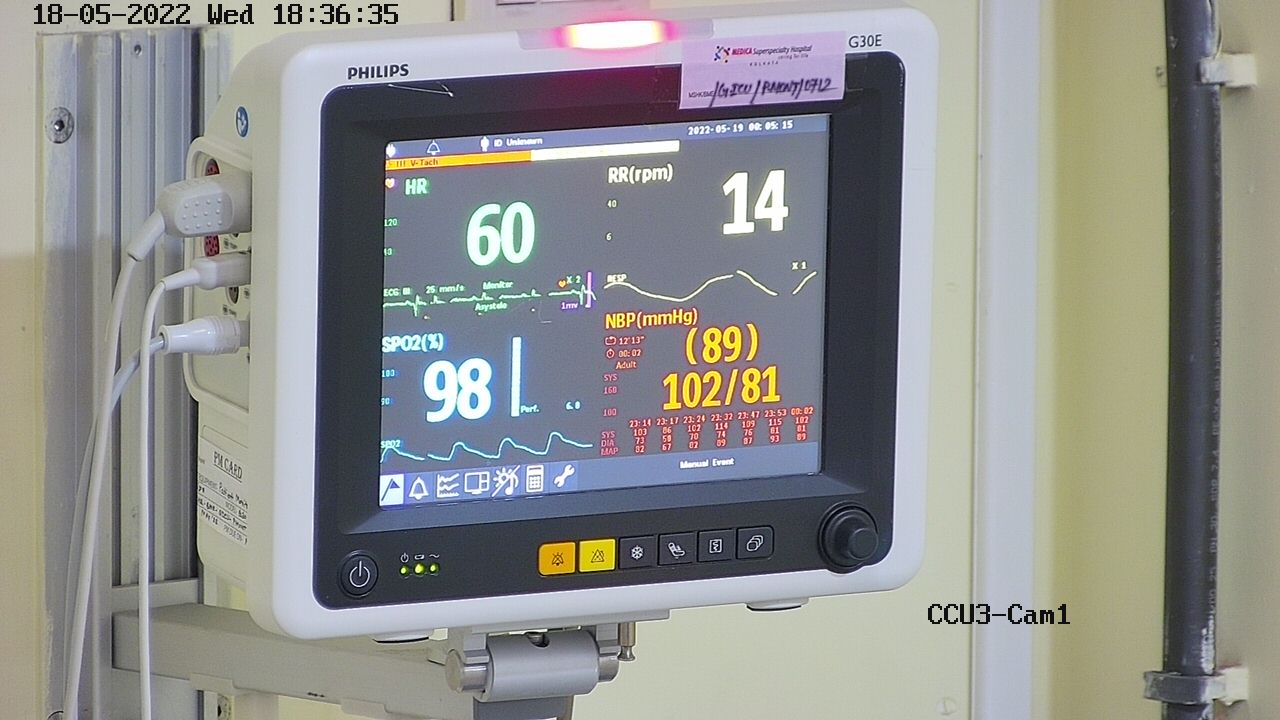 18-05-2022 Wed 18:36:35
PHILIPS
MEDICA Superspecialty Hospital
KOLKATA
G30E
2022-05-19 00:05:15
ID Unknown
!!! V-Tach
HR
120
60
RR(rpm)
40
6
14
ECG III 25 mm/s Monitor
Asystole
X 2
1mv
RESP
X 1
SPO2(%)
98
Perf. 6.0
SPO2
NBP(mmHg)
12'13"
00:02
Adult
SYS
160
100
(89)
102/81
23:14 23:17 23:24 23:32 23:47 23:53 00:02
SYS 103 86 102 114 109 115 102
DIA 73 58 70 74 76 81 81
MAP 82 67 82 89 87 93 89
Manual Event
PM CARD
CCU3-Cam1